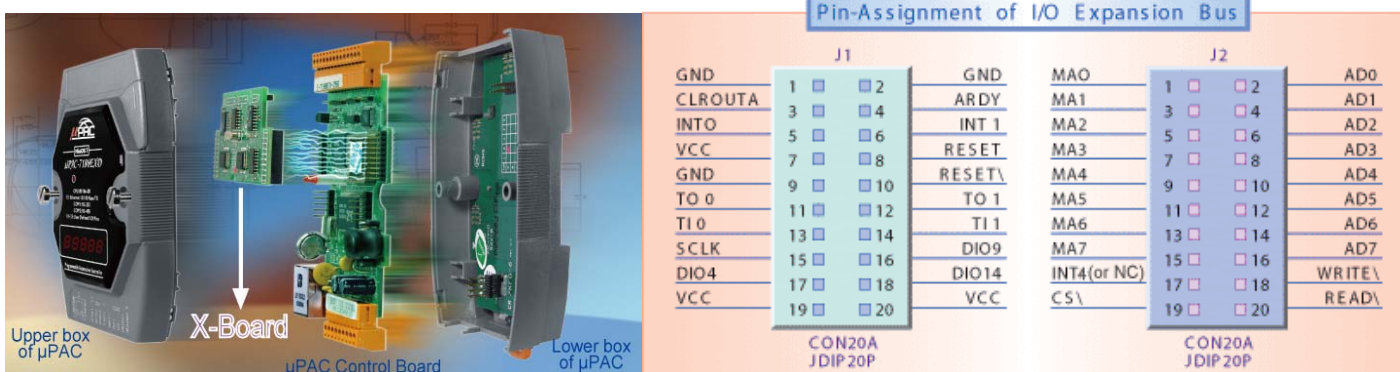 µPAC
µPAC-7186EXD
X-Board
Upper box
of µPAC
µPAC Control Board
Lower box
of µPAC
Pin-Assignment of I/O Expansion Bus
J1
GND 1 2 GND
CLROUTA 3 4 ARDY
INTO 5 6 INT 1
VCC 7 8 RESET
GND 9 10 RESET\
TO 0 11 12 TO 1
TI 0 13 14 TI 1
SCLK 15 16 DIO9
DIO4 17 18 DIO14
VCC 19 20 VCC
CON20A
JDIP20P
J2
MAO 1 2 AD0
MA1 3 4 AD1
MA2 5 6 AD2
MA3 7 8 AD3
MA4 9 10 AD4
MA5 11 12 AD5
MA6 13 14 AD6
MA7 15 16 AD7
INT4(or NC) 17 18 WRITE\
CS\ 19 20 READ\
CON20A
JDIP20P